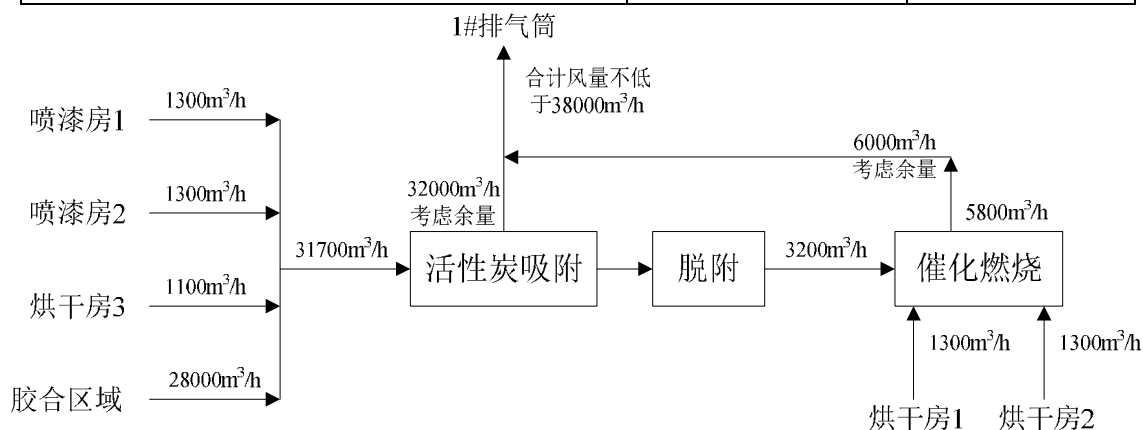 1#排气筒
合计风量不低
于38000m³/h
喷漆房1
1300m³/h
6000m³/h
考虑余量
喷漆房2
1300m³/h
32000m³/h
考虑余量
5800m³/h
31700m³/h
活性炭吸附
脱附
3200m³/h
催化燃烧
烘干房3
1100m³/h
1300m³/h
1300m³/h
胶合区域
28000m³/h
烘干房1
烘干房2